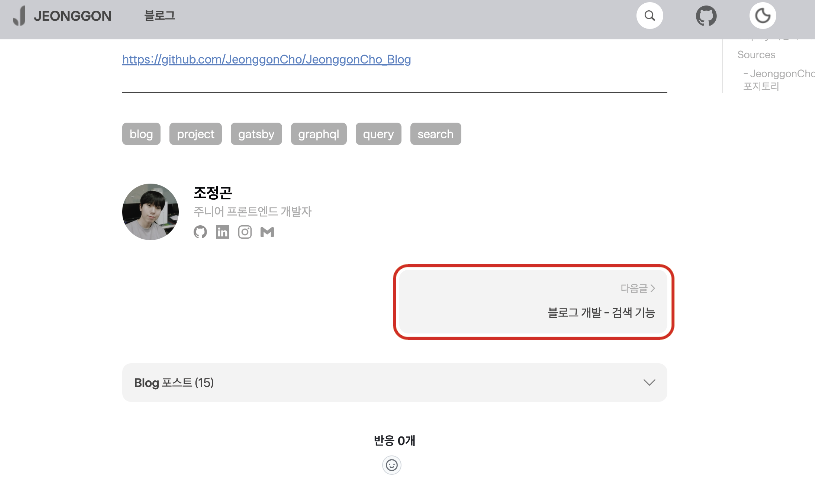 JEONGGON 블로그
https://github.com/JeonggonCho/JeonggonCho_Blog
Sources
- JeonggonCho
포지토리
blog project gatsby graphql query search
조정곤
주니어 프론트엔드 개발자
다음글 >
블로그 개발 - 검색 기능
Blog 포스트 (15)
반응 0개